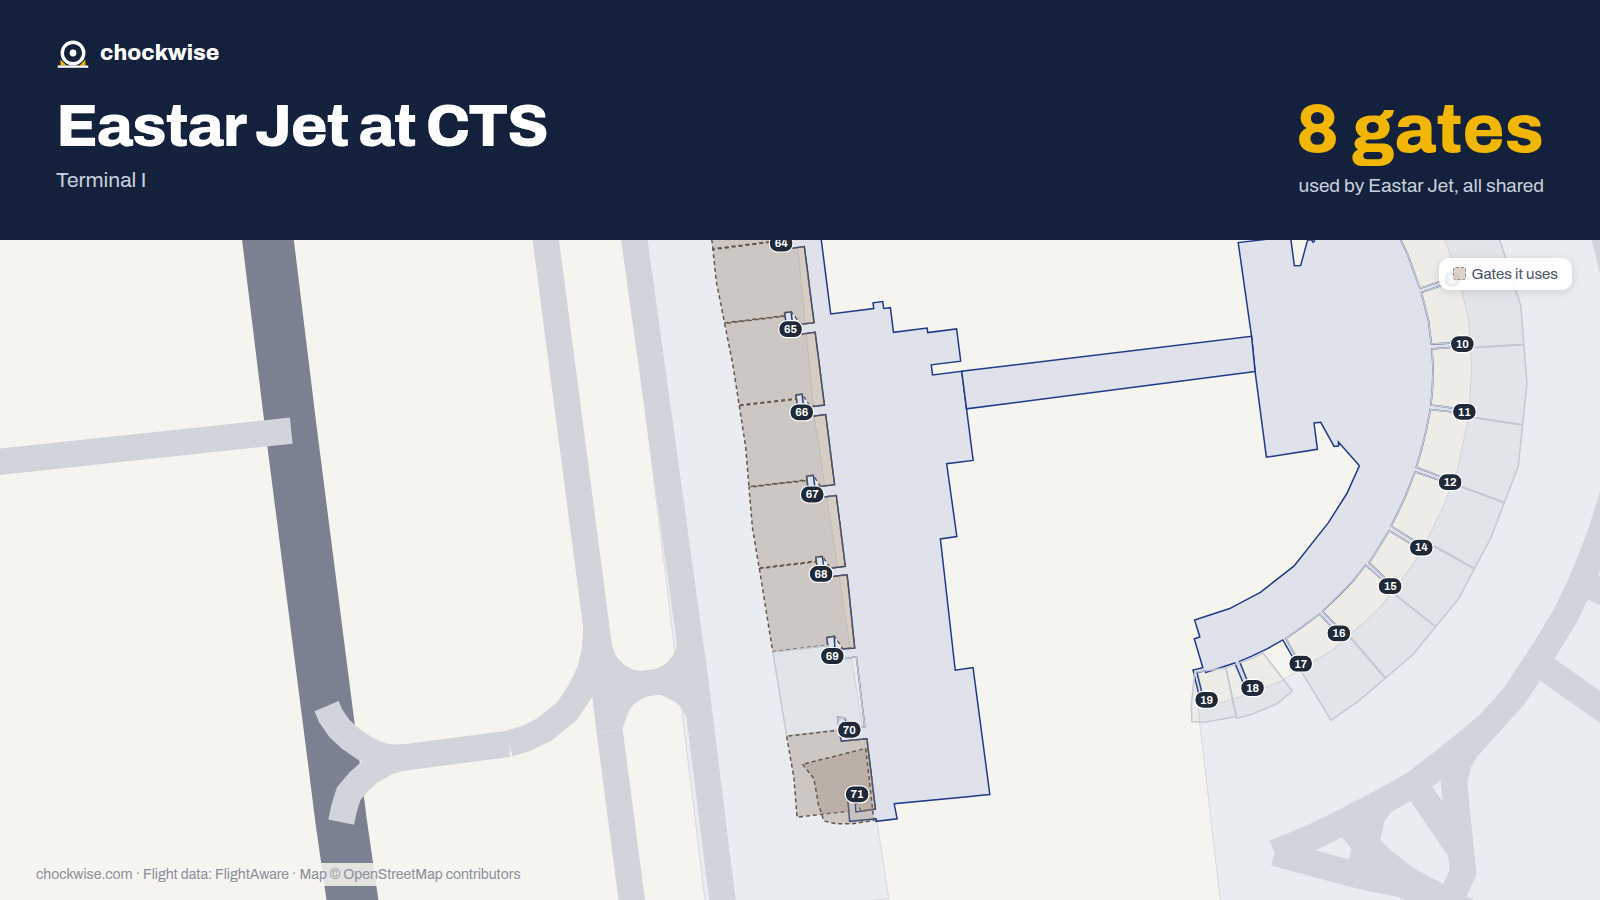 chockwise
Eastar Jet at CTS
Terminal I
8 gates
used by Eastar Jet, all shared
Gates it uses
64
65
66
67
68
69
70
71
10
11
12
14
15
16
17
18
19
chockwise.com · Flight data: FlightAware · Map © OpenStreetMap contributors